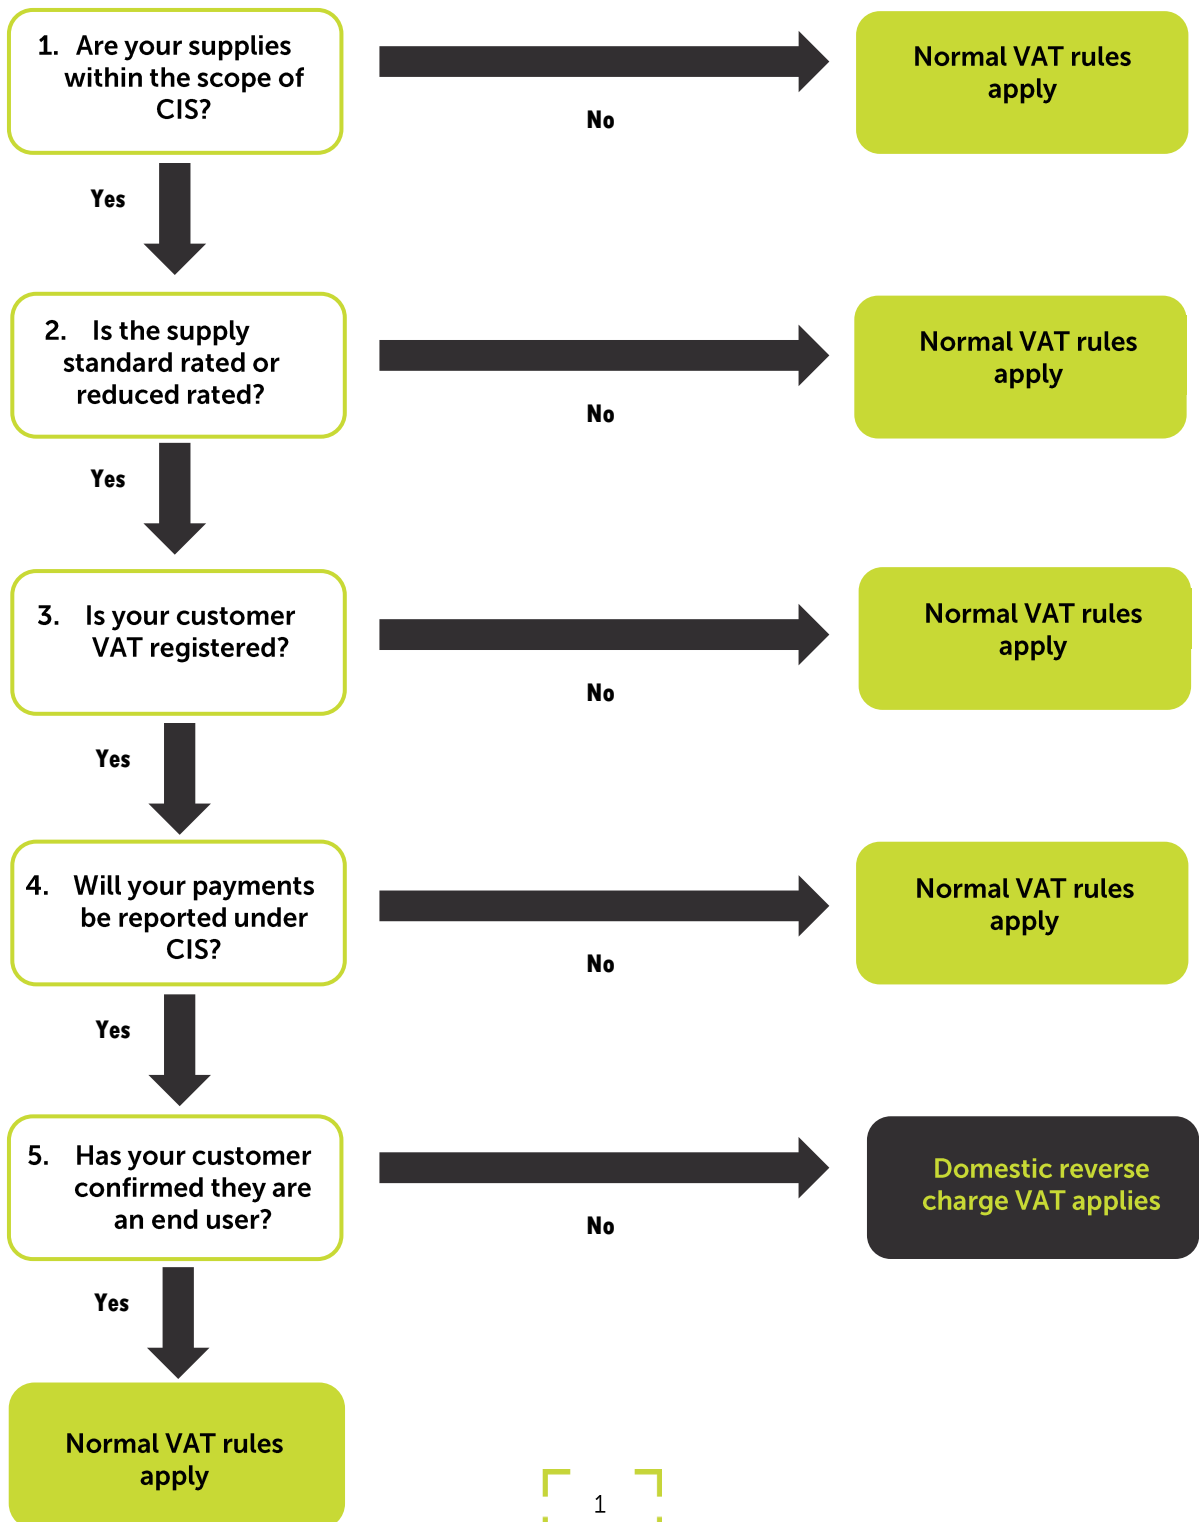 1. Are your supplies
within the scope of
CIS?
No
Normal VAT rules
apply
Yes
2. Is the supply
standard rated or
reduced rated?
No
Normal VAT rules
apply
Yes
3. Is your customer
VAT registered?
No
Normal VAT rules
apply
Yes
4. Will your payments
be reported under
CIS?
No
Normal VAT rules
apply
Yes
5. Has your customer
confirmed they are
an end user?
No
Domestic reverse
charge VAT applies
Yes
Normal VAT rules
apply
1